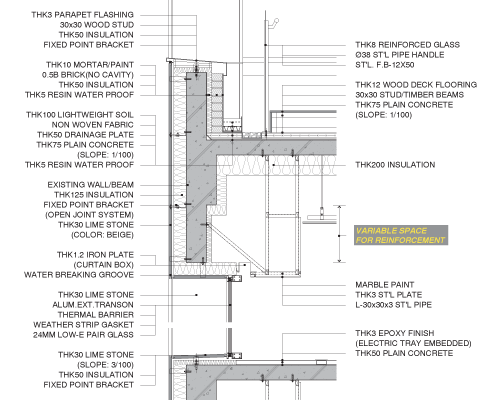 THK3 PARAPET FLASHING
30x30 WOOD STUD
THK50 INSULATION
FIXED POINT BRACKET
THK10 MORTAR/PAINT
0.5B BRICK(NO CAVITY)
THK50 INSULATION
THK5 RESIN WATER PROOF
THK100 LIGHTWEIGHT SOIL
NON WOVEN FABRIC
THK50 DRAINAGE PLATE
THK75 PLAIN CONCRETE
(SLOPE: 1/100)
THK5 RESIN WATER PROOF
EXISTING WALL/BEAM
THK125 INSULATION
FIXED POINT BRACKET
(OPEN JOINT SYSTEM)
THK30 LIME STONE
(COLOR: BEIGE)
THK1.2 IRON PLATE
(CURTAIN BOX)
WATER BREAKING GROOVE
THK30 LIME STONE
ALUM.EXT.TRANSON
THERMAL BARRIER
WEATHER STRIP GASKET
24MM LOW-E PAIR GLASS
THK30 LIME STONE
(SLOPE: 3/100)
THK50 INSULATION
FIXED POINT BRACKET
THK8 REINFORCED GLASS
Ø38 ST'L PIPE HANDLE
ST'L. F.B-12X50
THK12 WOOD DECK FLOORING
30x30 STUD/TIMBER BEAMS
THK75 PLAIN CONCRETE
(SLOPE: 1/100)
THK200 INSULATION
VARIABLE SPACE
FOR REINFORCEMENT
MARBLE PAINT
THK3 ST'L PLATE
L-30x30x3 ST'L PIPE
THK3 EPOXY FINISH
(ELECTRIC TRAY EMBEDDED)
THK50 PLAIN CONCRETE